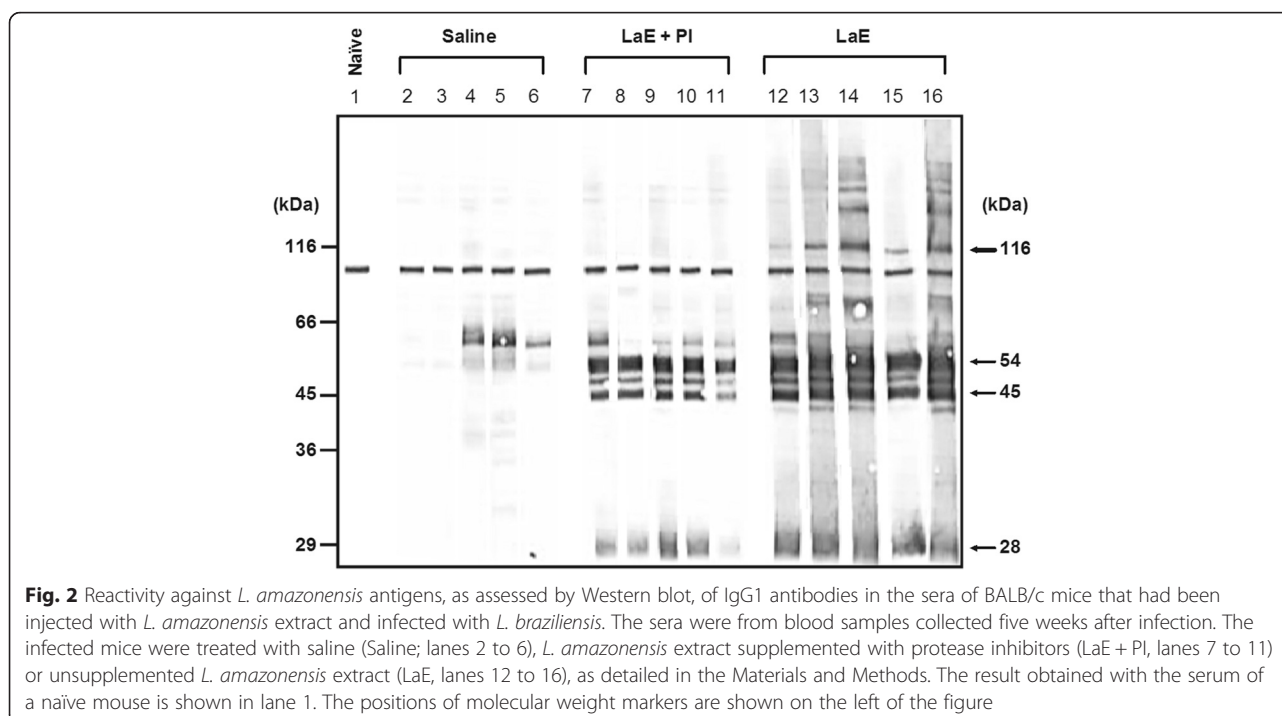 Naïve
Saline
LaE + PI
LaE
1 2 3 4 5 6 7 8 9 10 11 12 13 14 15 16
(kDa) (kDa)
116 116
66
54
45 45
36
29 28
Fig. 2 Reactivity against L. amazonensis antigens, as assessed by Western blot, of IgG1 antibodies in the sera of BALB/c mice that had been
injected with L. amazonensis extract and infected with L. braziliensis. The sera were from blood samples collected five weeks after infection. The
infected mice were treated with saline (Saline; lanes 2 to 6), L. amazonensis extract supplemented with protease inhibitors (LaE + PI, lanes 7 to 11)
or unsupplemented L. amazonensis extract (LaE, lanes 12 to 16), as detailed in the Materials and Methods. The result obtained with the serum of
a naïve mouse is shown in lane 1. The positions of molecular weight markers are shown on the left of the figure